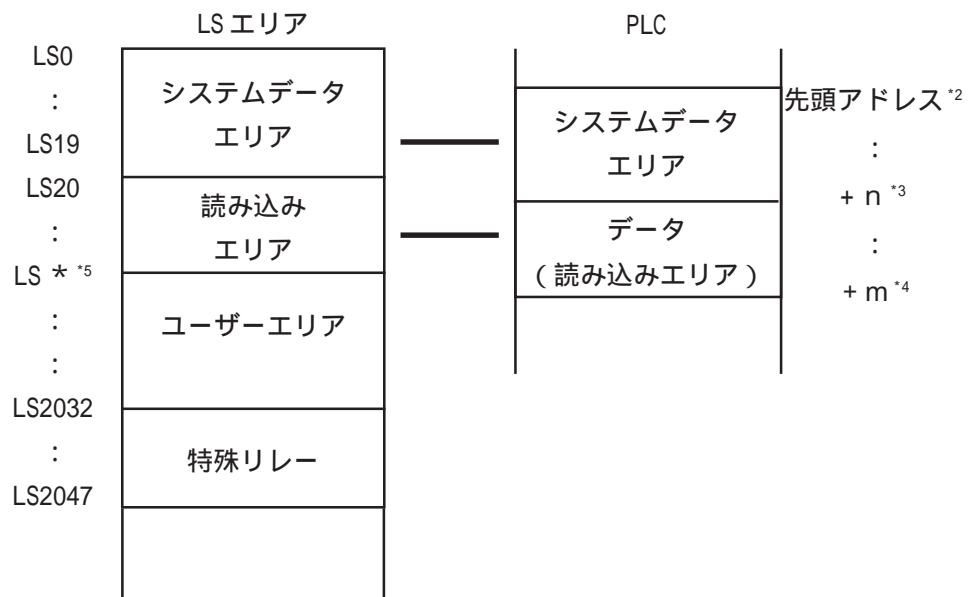 LSエリア
PLC
LS0
:
LS19
LS20
:
LS＊ *5
:
:
LS2032
:
LS2047
システムデータ
エリア
読み込み
エリア
ユーザーエリア
特殊リレー
システムデータ
エリア
データ
（読み込みエリア）
先頭アドレス*2
:
+ n *3
:
+ m *4